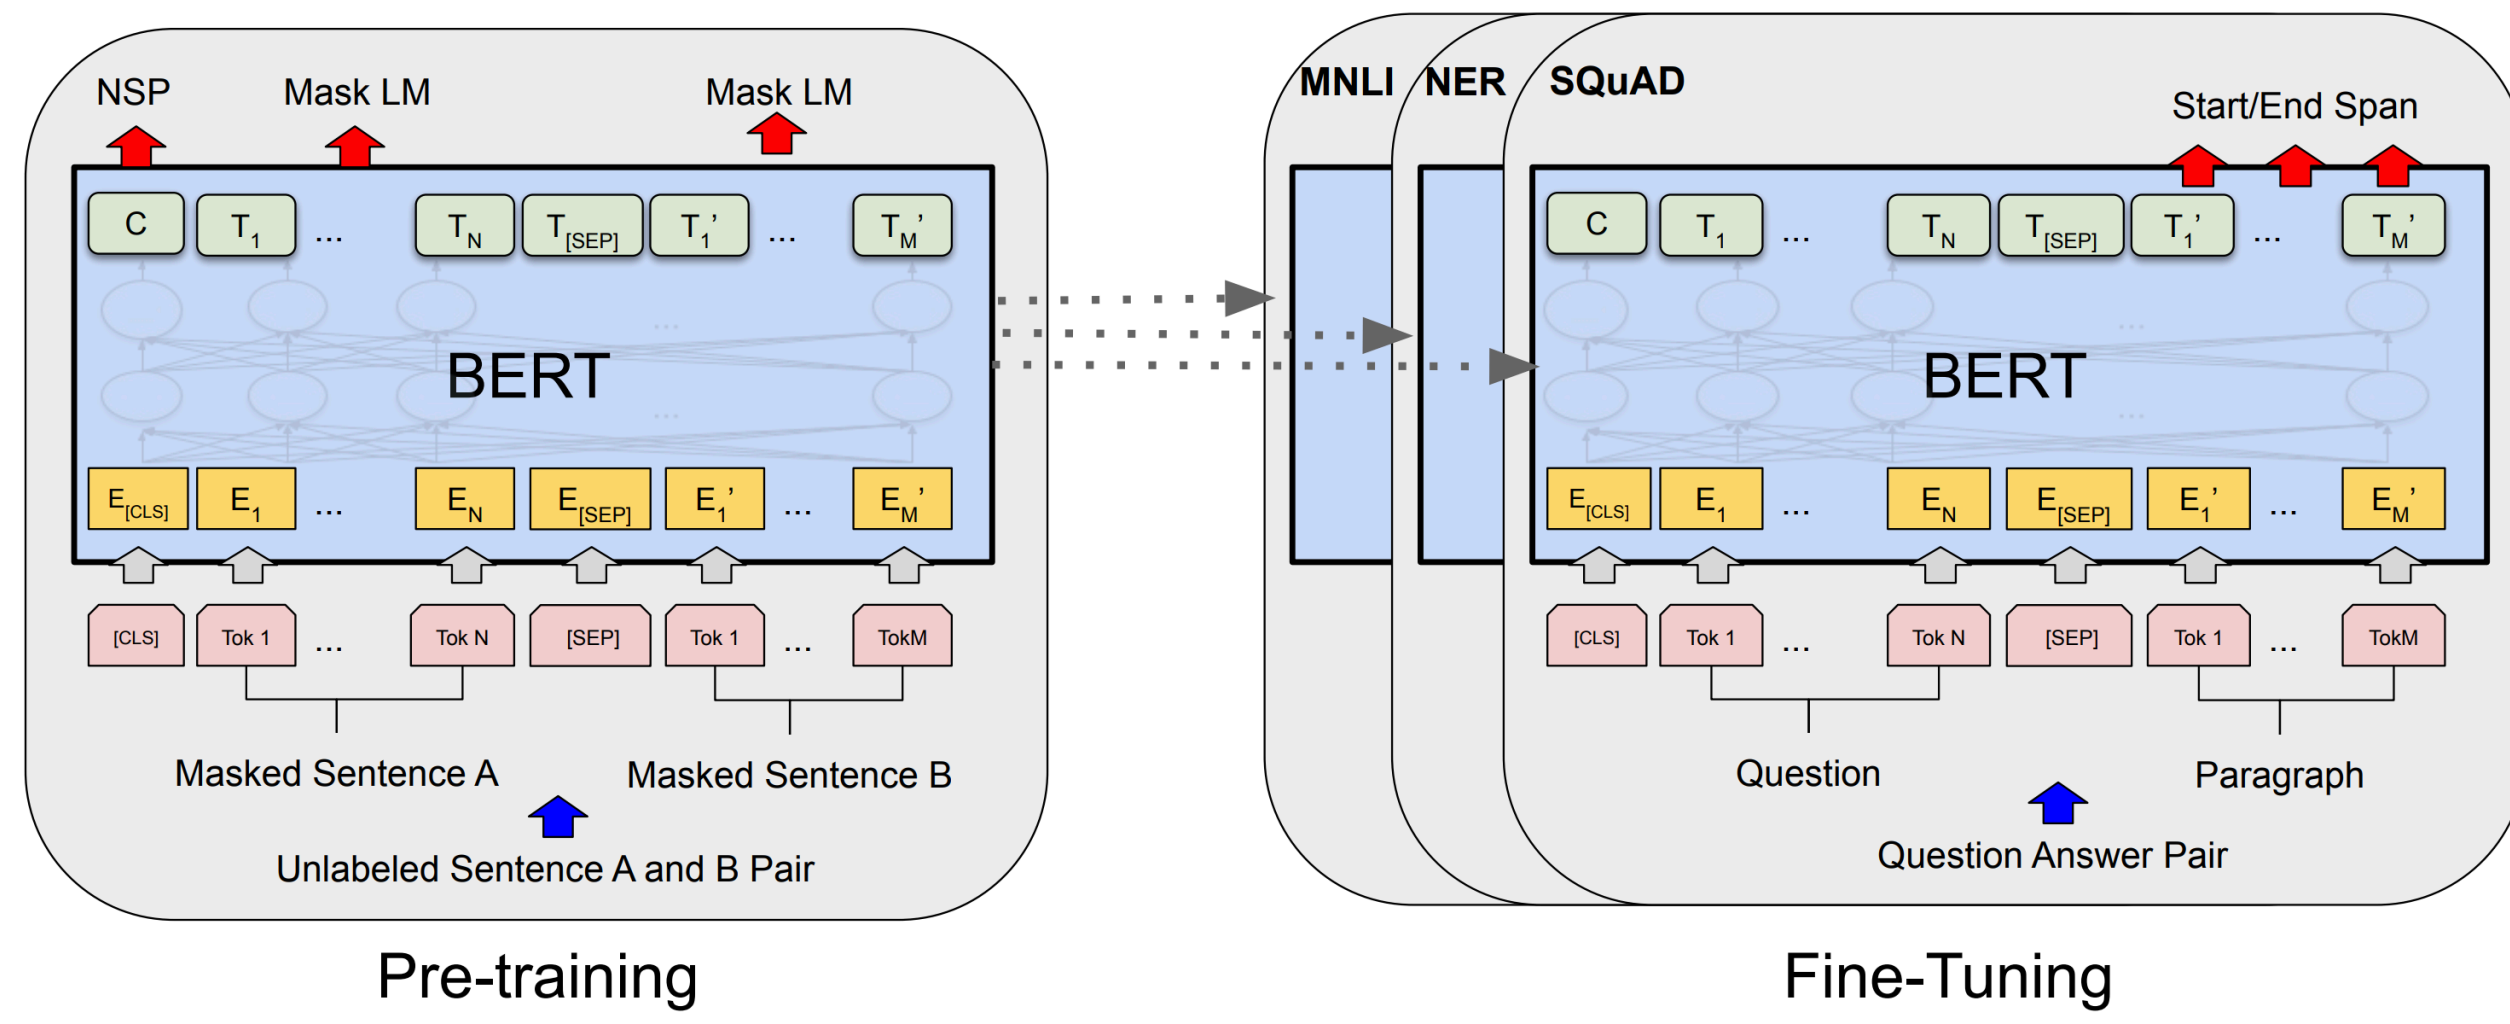 NSP Mask LM Mask LM
C T1 ... TN T[SEP] T1’ ... TM’
...
BERT
...
E[CLS] E1 ... EN E[SEP] E1’ ... EM’
[CLS] Tok 1 ... Tok N [SEP] Tok 1 ... TokM
Masked Sentence A Masked Sentence B
Unlabeled Sentence A and B Pair
Pre-training
MNLI NER SQuAD
Start/End Span
C T1 ... TN T[SEP] T1’ ... TM’
...
BERT
...
E[CLS] E1 ... EN E[SEP] E1’ ... EM’
[CLS] Tok 1 ... Tok N [SEP] Tok 1 ... TokM
Question Paragraph
Question Answer Pair
Fine-Tuning